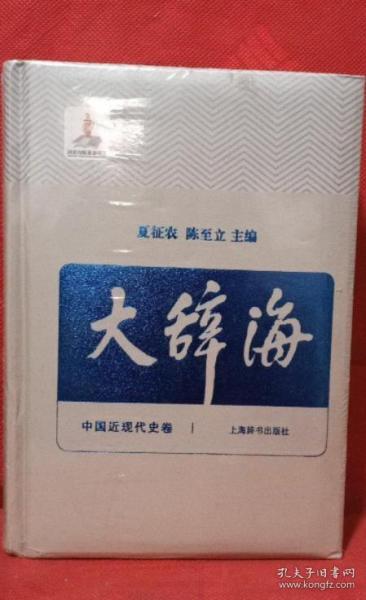 夏征农 陈至立 主编
大辞海
中国近现代史卷 | 上海辞书出版社
孔夫子旧书网
www.kongfz.com